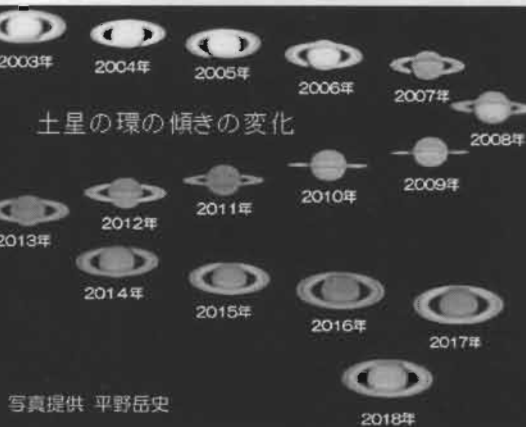 2003年
2004年
2005年
2006年
2007年
2008年
土星の環の傾きの変化
2009年
2010年
2011年
2012年
2013年
2014年
2015年
2016年
2017年
2018年
写真提供 平野岳史